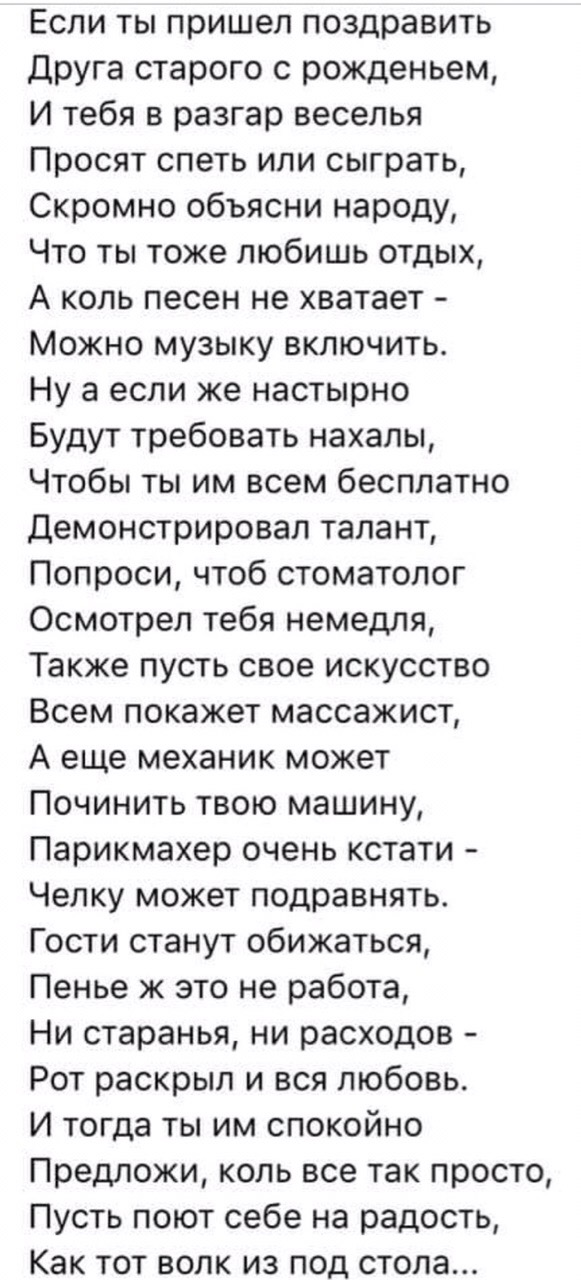 Если ты пришел поздравить
Друга старого с рожденьем,
И тебя в разгар веселья
Просят спеть или сыграть,
Скромно объясни народу,
Что ты тоже любишь отдых,
А коль песен не хватает -
Можно музыку включить.
Ну а если же настырно
Будут требовать нахалы,
Чтобы ты им всем бесплатно
Демонстрировал талант,
Попроси, чтоб стоматолог
Осмотрел тебя немедля,
Также пусть свое искусство
Всем покажет массажист,
А еще механик может
Починить твою машину,
Парикмахер очень кстати -
Челку может подравнять.
Гости станут обижаться,
Пенье ж это не работа,
Ни старанья, ни расходов -
Рот раскрыл и вся любовь.
И тогда ты им спокойно
Предложи, коль все так просто,
Пусть поют себе на радость,
Как тот волк из под стола...